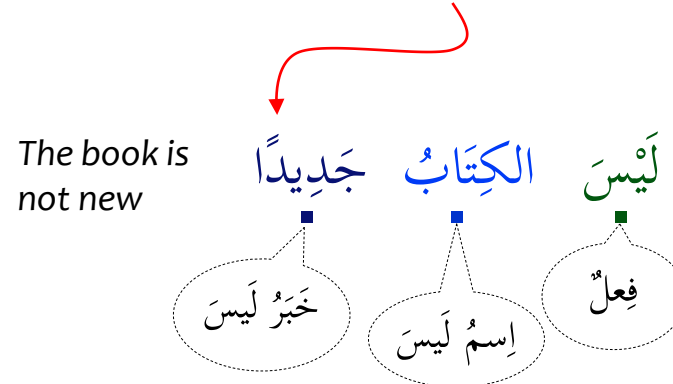 The book is
not new
لَيْسَ الكِتَابُ جَدِيدًا
فِعلٌ
اِسمُ لَيسَ
خَبَرُ لَيسَ